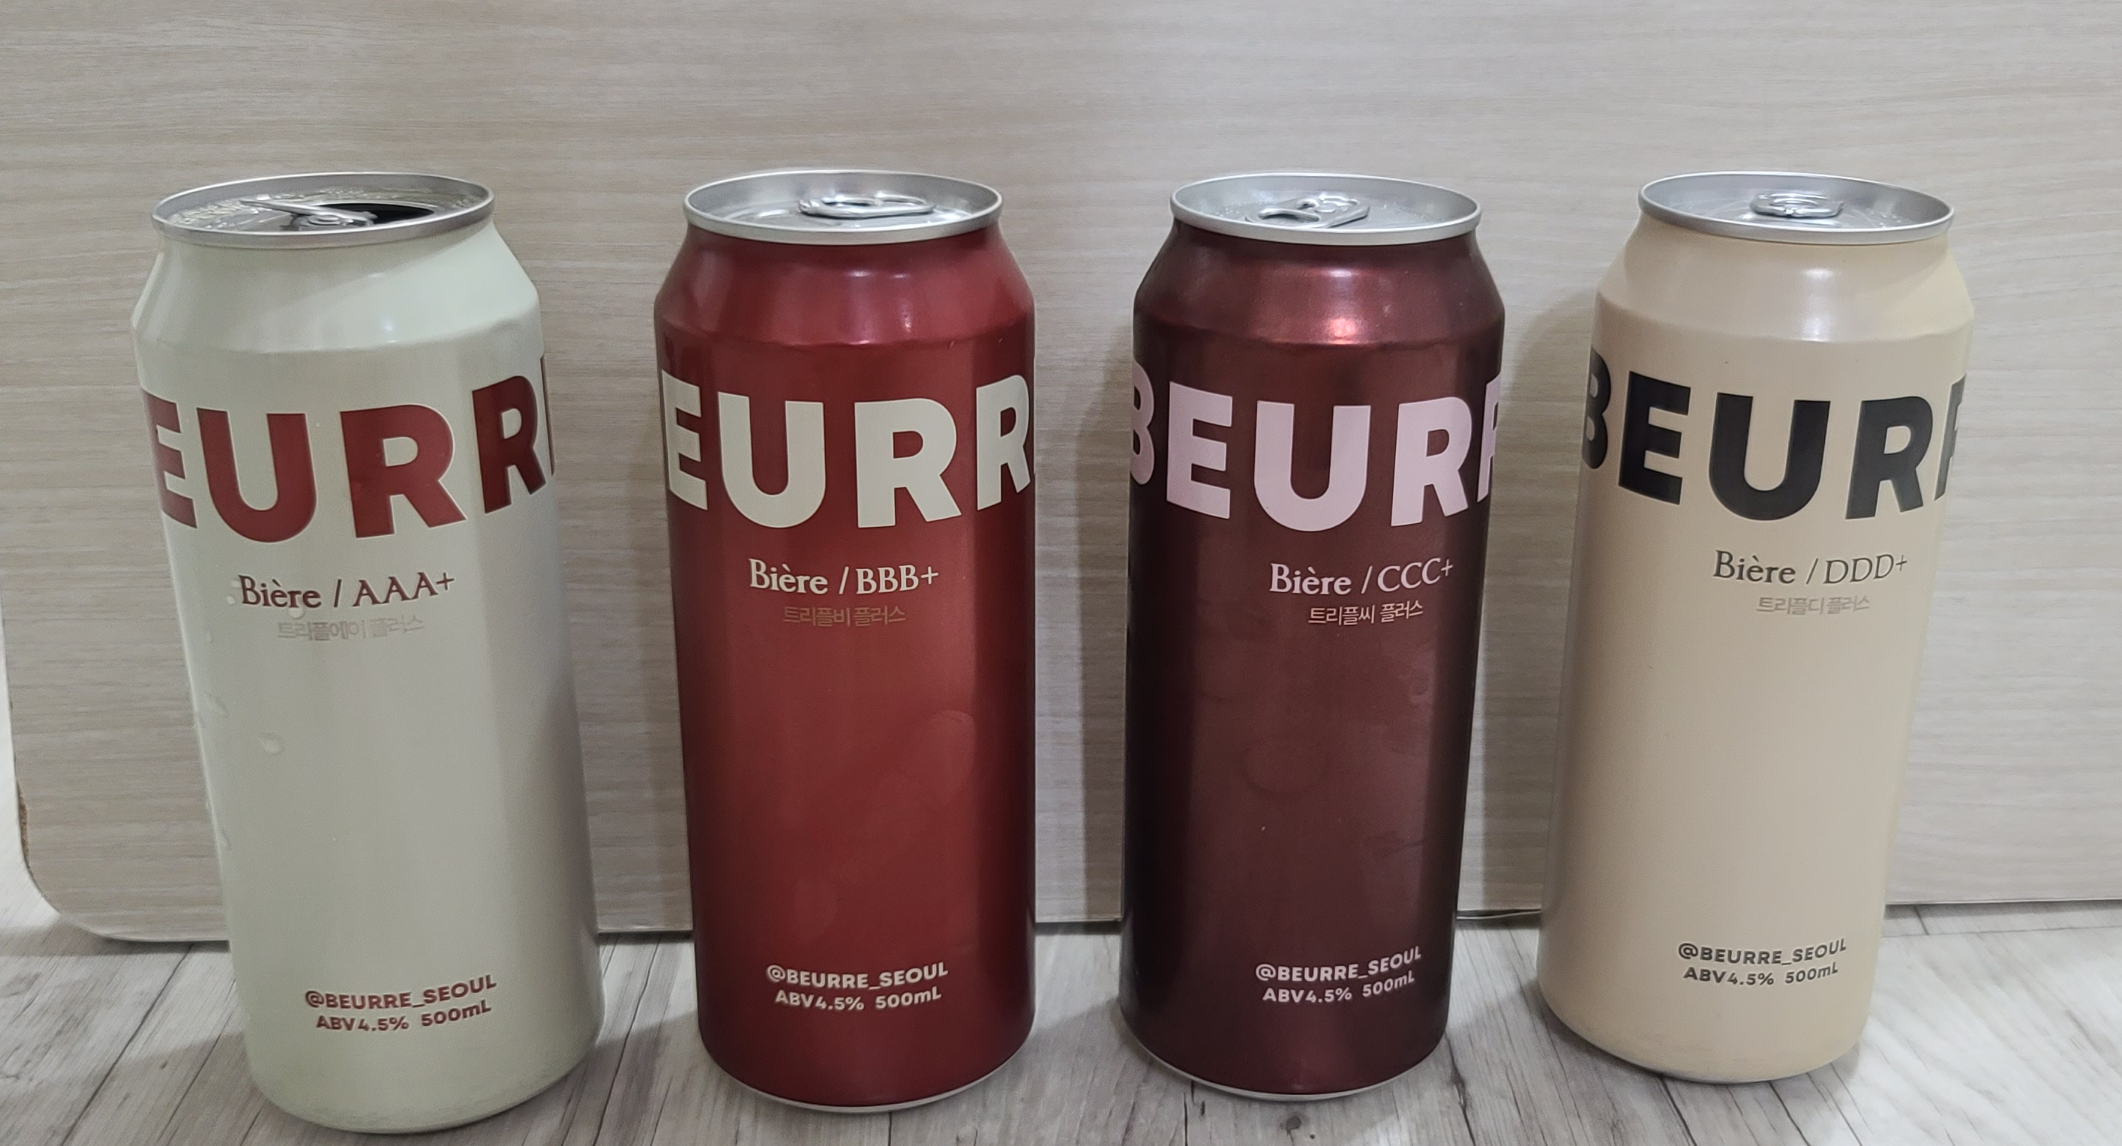 EURR
Bière / AAA+
트리플에이 플러스
@BEURRE_SEOUL
ABV4.5% 500mL
EURR
Bière / BBB+
트리플비 플러스
@BEURRE_SEOUL
ABV4.5% 500mL
BEURR
Bière / CCC+
트리플씨 플러스
@BEURRE_SEOUL
ABV4.5% 500mL
BEURR
Bière / DDD+
트리플디 플러스
@BEURRE_SEOUL
ABV4.5% 500mL